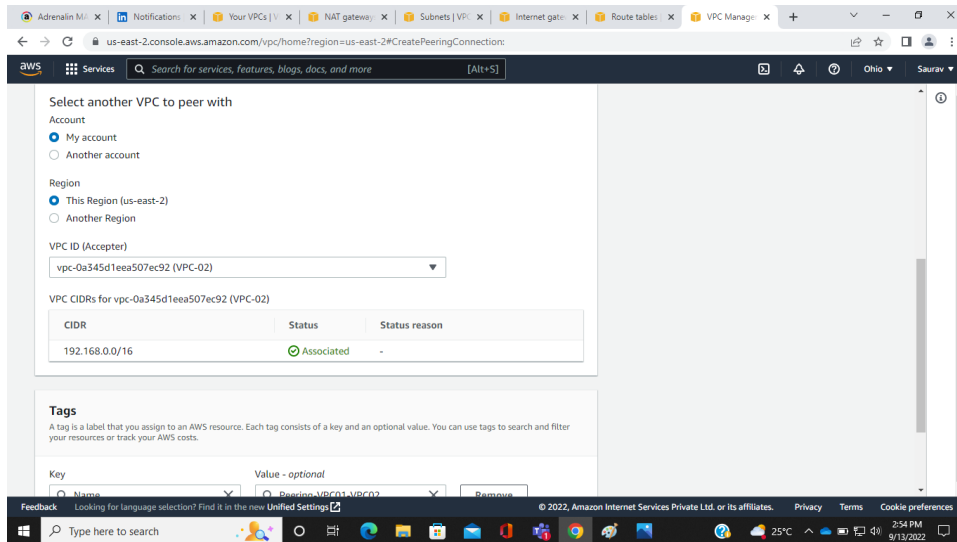 Adrenalin MA
Notifications
Your VPCs | V
NAT gateway
Subnets | VPC
Internet gate
Route tables
VPC Manage
us-east-2.console.aws.amazon.com/vpc/home?region=us-east-2#CreatePeeringConnection:
aws Services Search for services, features, blogs, docs, and more [Alt+S] Ohio Saurav
Select another VPC to peer with
Account
My account
Another account
Region
This Region (us-east-2)
Another Region
VPC ID (Accepter)
vpc-0a345d1eea507ec92 (VPC-02)
VPC CIDRs for vpc-0a345d1eea507ec92 (VPC-02)
CIDR Status Status reason
192.168.0.0/16 Associated -
Tags
A tag is a label that you assign to an AWS resource. Each tag consists of a key and an optional value. You can use tags to search and filter
your resources or track your AWS costs.
Key Value - optional
Name Peering-VPC01-VPC02 Remove
Feedback Looking for language selection? Find it in the new Unified Settings © 2022, Amazon Internet Services Private Ltd. or its affiliates. Privacy Terms Cookie preferences
Type here to search 25°C 2:54 PM
9/13/2022